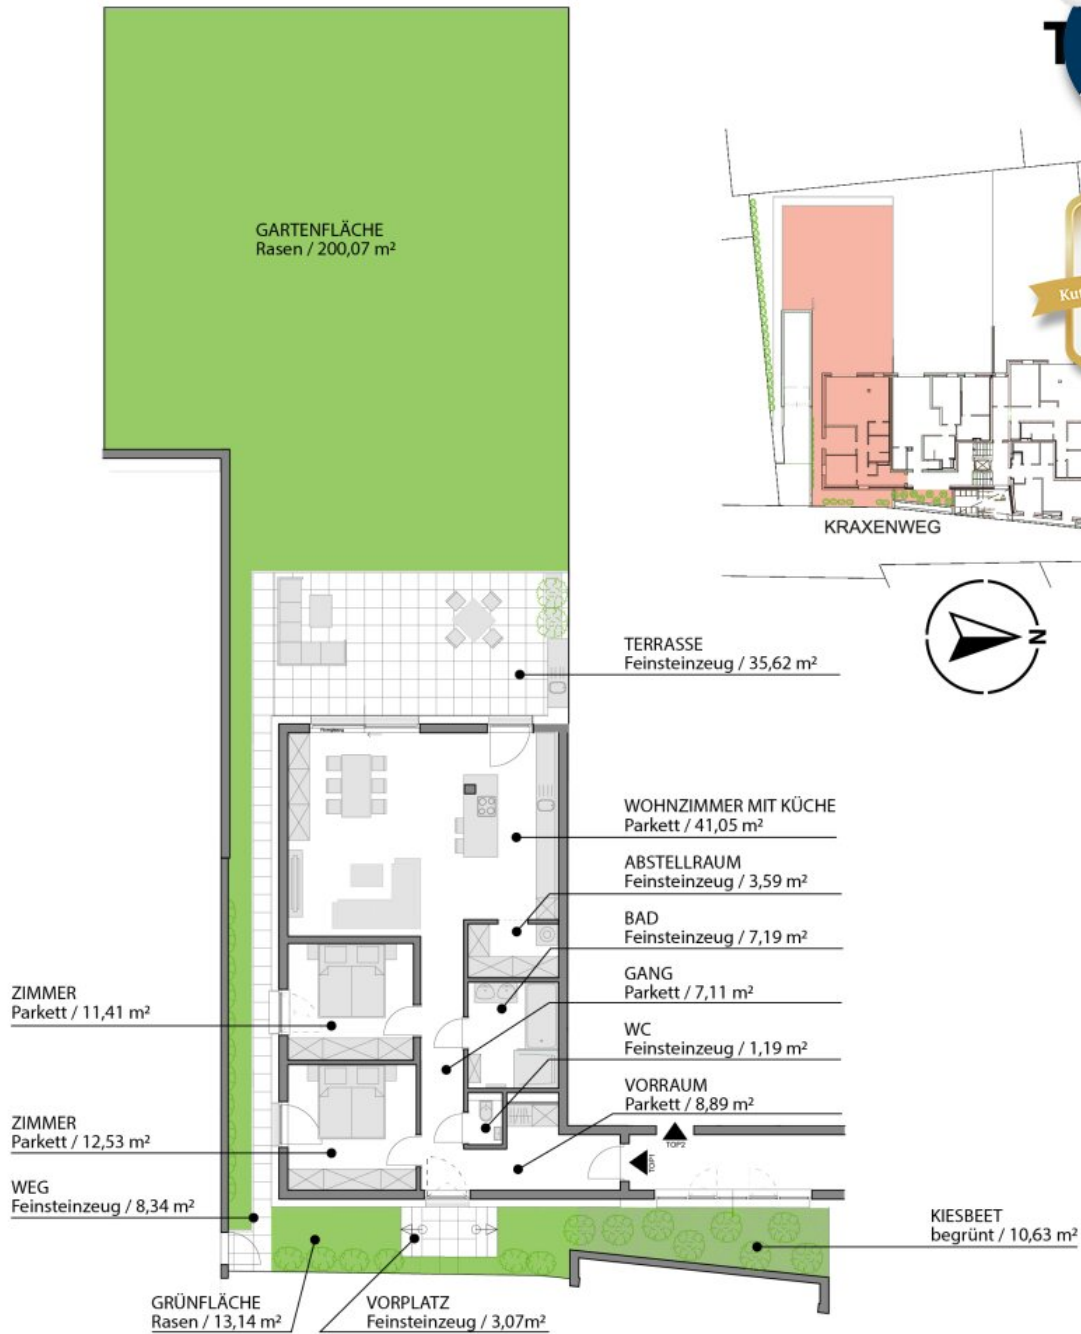 T
GARTENFLÄCHE
Rasen / 200,07 m²
KRAXENWEG
N
TERRASSE
Feinsteinzeug / 35,62 m²
WOHNZIMMER MIT KÜCHE
Parkett / 41,05 m²
ABSTELLRAUM
Feinsteinzeug / 3,59 m²
BAD
Feinsteinzeug / 7,19 m²
GANG
Parkett / 7,11 m²
WC
Feinsteinzeug / 1,19 m²
VORRAUM
Parkett / 8,89 m²
TOP2
TOP1
ZIMMER
Parkett / 11,41 m²
ZIMMER
Parkett / 12,53 m²
WEG
Feinsteinzeug / 8,34 m²
KIESBEET
begrünt / 10,63 m²
GRÜNFLÄCHE
Rasen / 13,14 m²
VORPLATZ
Feinsteinzeug / 3,07m²